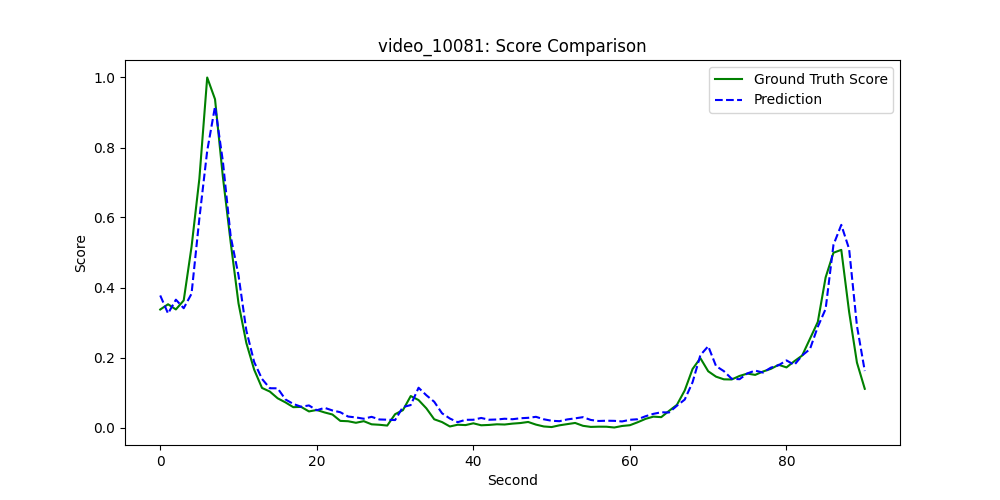 video_10081: Score Comparison
Ground Truth Score
Prediction
1.0
0.8
0.6
0.4
0.2
0.0
Score
0 20 40 60 80
Second